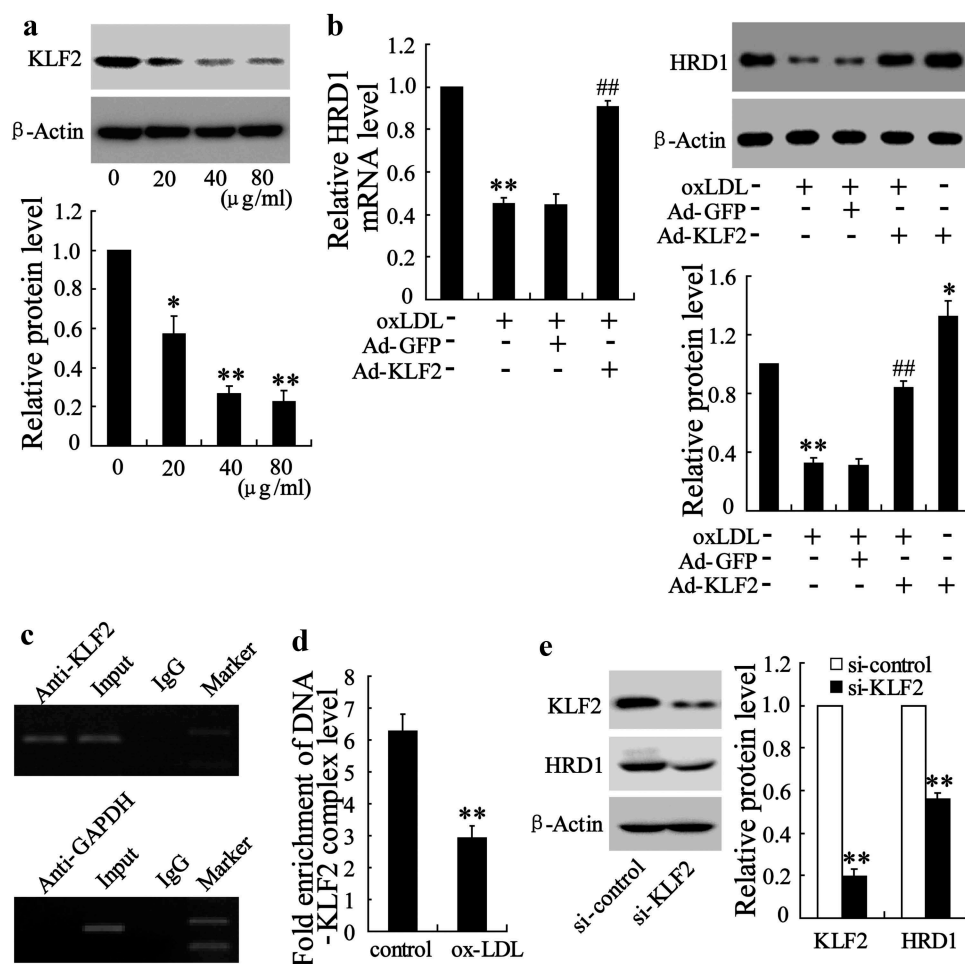 a
KLF2
β-Actin
0 20 40 80
(μg/ml)
Relative protein level
1.2
1.0
0.8
0.6
0.4
0.2
0
*
**
**
0 20 40 80
(μg/ml)
b
Relative HRD1
mRNA level
1.2
1.0
0.8
0.6
0.4
0.2
0
**
##
oxLDL - + + +
Ad-GFP - - + -
Ad-KLF2 - - - +
HRD1
β-Actin
oxLDL - + + + -
Ad-GFP - - + - -
Ad-KLF2 - - - + +
Relative protein level
1.6
1.2
0.8
0.4
0
**
##
*
oxLDL - + + + -
Ad-GFP - - + - -
Ad-KLF2 - - - + +
c
Anti-KLF2 Input IgG Marker
Anti-GAPDH Input IgG Marker
d
Fold enrichment of DNA
-KLF2 complex level
8
7
6
5
4
3
2
1
0
**
control ox-LDL
e
KLF2
HRD1
β-Actin
si-control si-KLF2
Relative protein level
1.2
1.0
0.8
0.6
0.4
0.2
0
si-control
si-KLF2
**
**
KLF2 HRD1